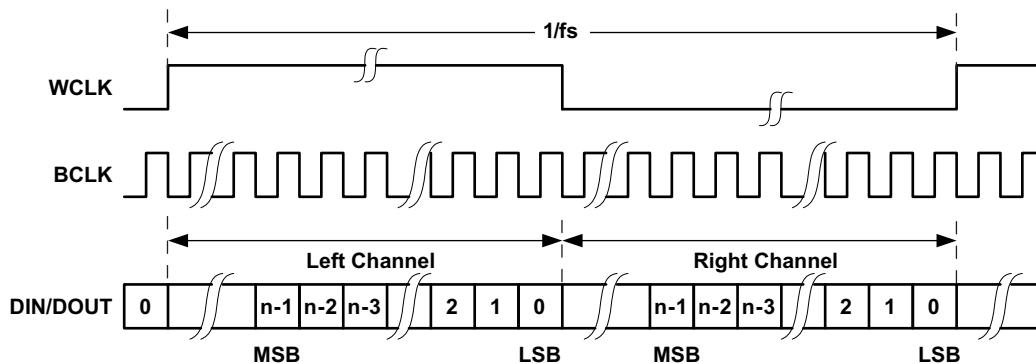 1/fs
WCLK
BCLK
Left Channel Right Channel
DIN/DOUT 0 n-1 n-2 n-3 2 1 0 n-1 n-2 n-3 2 1 0
MSB LSB MSB LSB